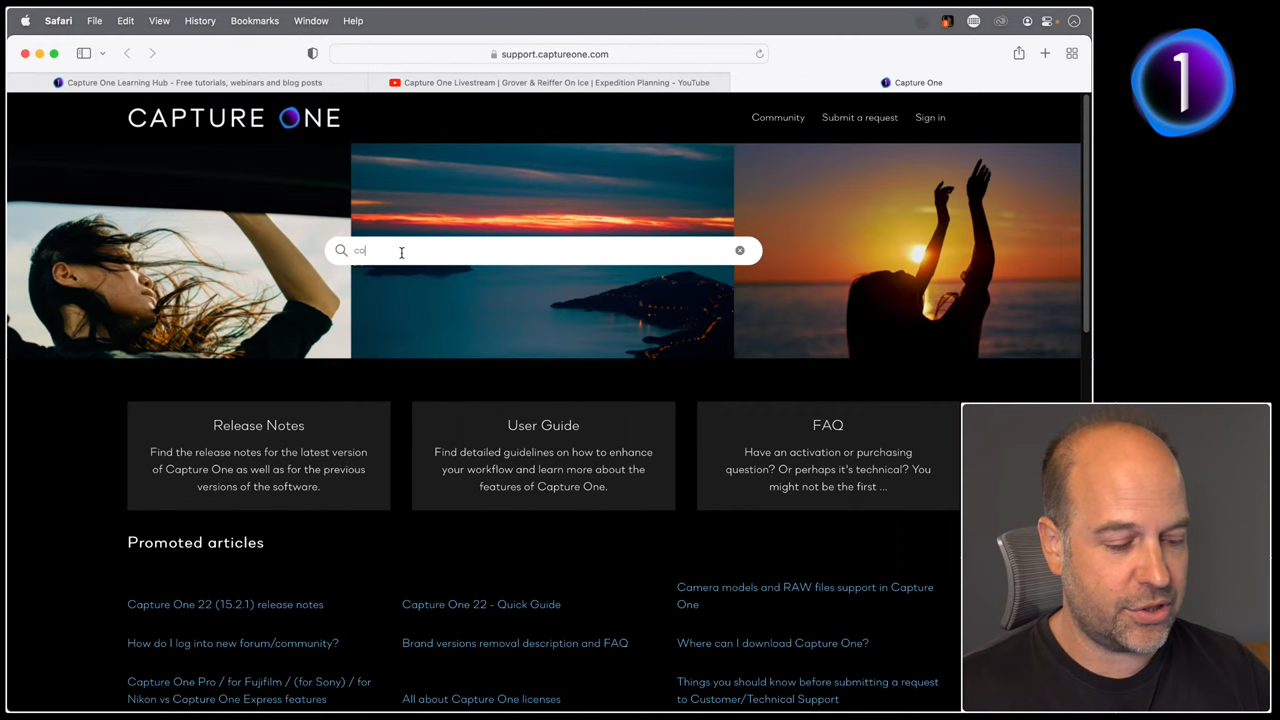 Safari File Edit View History Bookmarks Window Help
support.captureone.com
Capture One Learning Hub - Free tutorials, webinars and blog posts
Capture One Livestream | Grover & Reiffer On Ice | Expedition Planning - YouTube
Capture One
1
CAPTURE ONE
Community Submit a request Sign in
co
Release Notes
Find the release notes for the latest version
of Capture One as well as for the previous
versions of the software.
User Guide
Find detailed guidelines on how to enhance
your workflow and learn more about the
features of Capture One.
FAQ
Have an activation or purchasing
question? Or perhaps it's technical? You
might not be the first ...
Promoted articles
Capture One 22 (15.2.1) release notes
Capture One 22 - Quick Guide
Camera models and RAW files support in Capture
One
How do I log into new forum/community?
Brand versions removal description and FAQ
Where can I download Capture One?
Capture One Pro / for Fujifilm / (for Sony) / for
Nikon vs Capture One Express features
All about Capture One licenses
Things you should know before submitting a request
to Customer/Technical Support